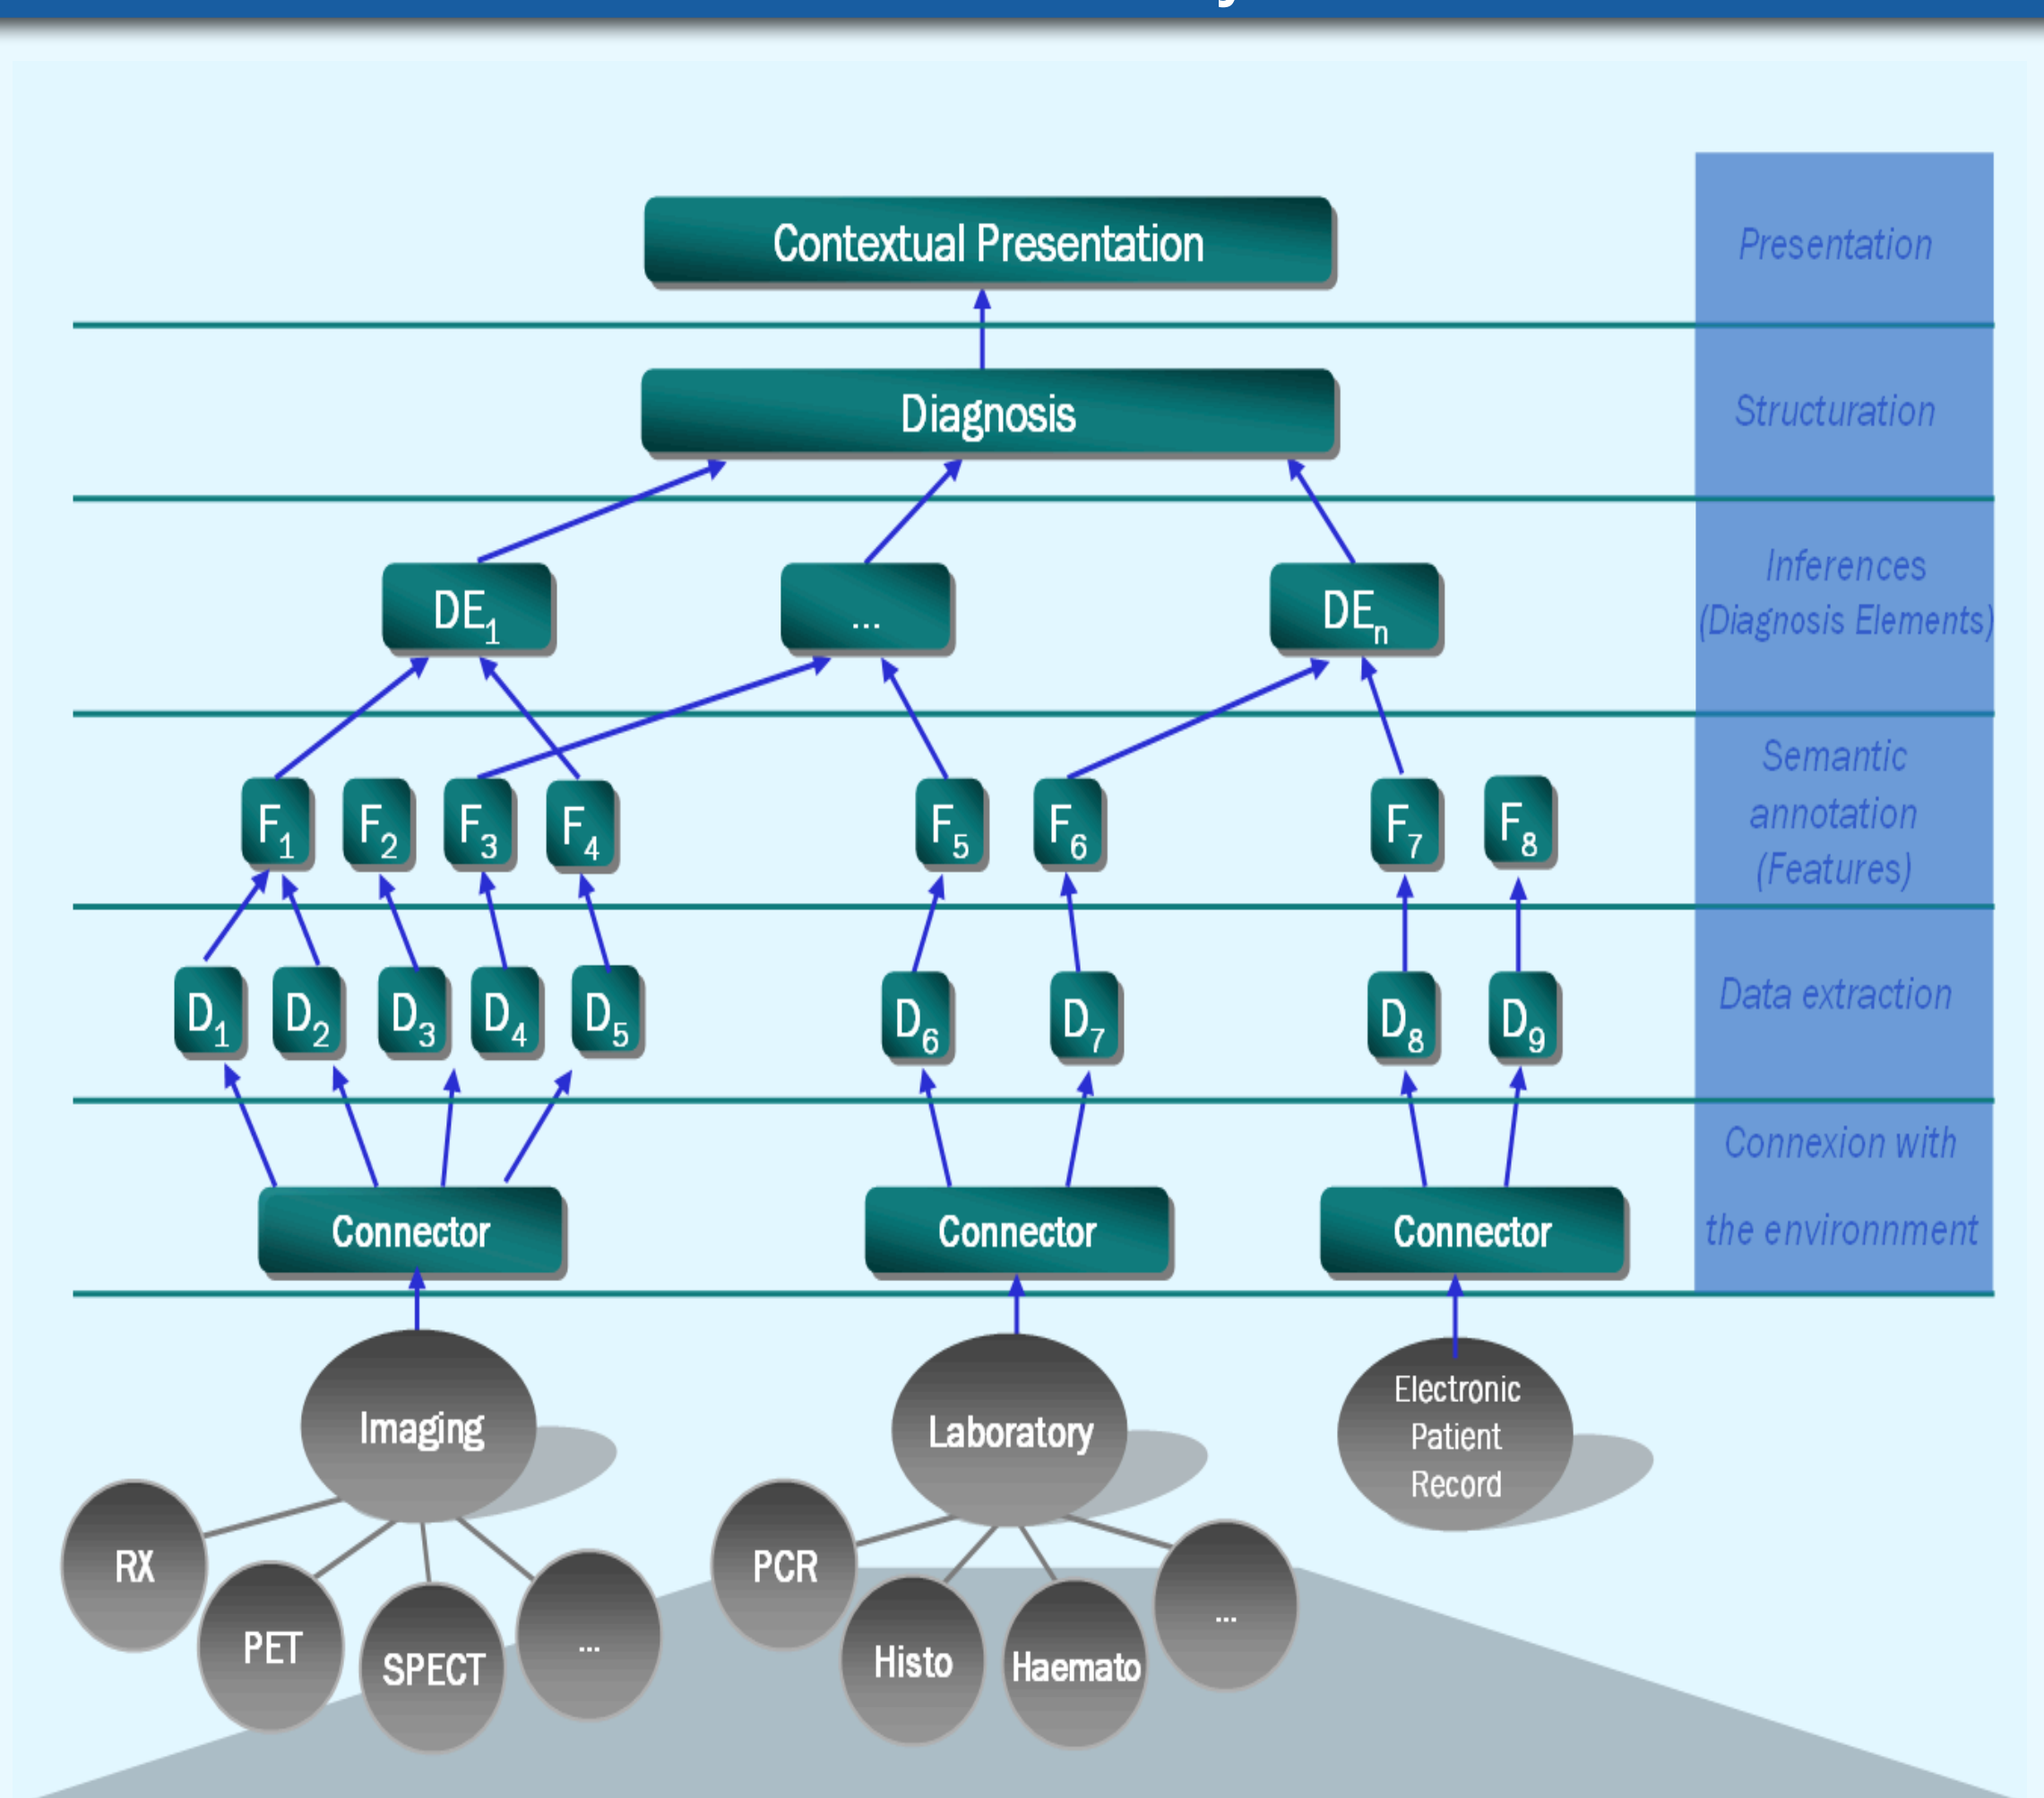 Contextual Presentation
Presentation
Diagnosis
Structuration
Inferences
(Diagnosis Elements)
DE1
...
DEn
Semantic
annotation
(Features)
F1 F2 F3 F4 F5 F6 F7 F8
Data extraction
D1 D2 D3 D4 D5 D6 D7 D8 D9
Connexion with
the environnment
Connector
Connector
Connector
Imaging
Laboratory
Electronic
Patient
Record
RX
PET
SPECT
...
PCR
Histo
Haemato
...